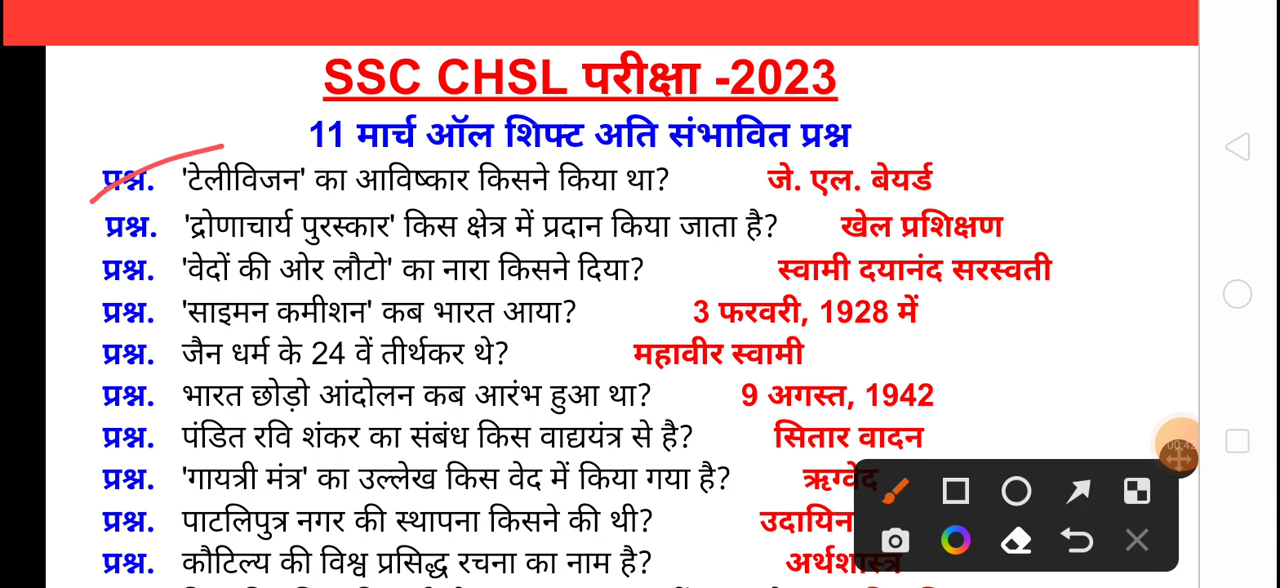 SSC CHSL परीक्षा -2023
11 मार्च ऑल शिफ्ट अति संभावित प्रश्न
प्रश्न. 'टेलीविजन' का आविष्कार किसने किया था? जे. एल. बेयर्ड
प्रश्न. 'द्रोणाचार्य पुरस्कार' किस क्षेत्र में प्रदान किया जाता है? खेल प्रशिक्षण
प्रश्न. 'वेदों की ओर लौटो' का नारा किसने दिया? स्वामी दयानंद सरस्वती
प्रश्न. 'साइमन कमीशन' कब भारत आया? 3 फरवरी, 1928 में
प्रश्न. जैन धर्म के 24 वें तीर्थकर थे? महावीर स्वामी
प्रश्न. भारत छोड़ो आंदोलन कब आरंभ हुआ था? 9 अगस्त, 1942
प्रश्न. पंडित रवि शंकर का संबंध किस वाद्ययंत्र से है? सितार वादन
प्रश्न. 'गायत्री मंत्र' का उल्लेख किस वेद में किया गया है? ऋग्वेद
प्रश्न. पाटलिपुत्र नगर की स्थापना किसने की थी? उदायिन
प्रश्न. कौटिल्य की विश्व प्रसिद्ध रचना का नाम है? अर्थशास्त्र